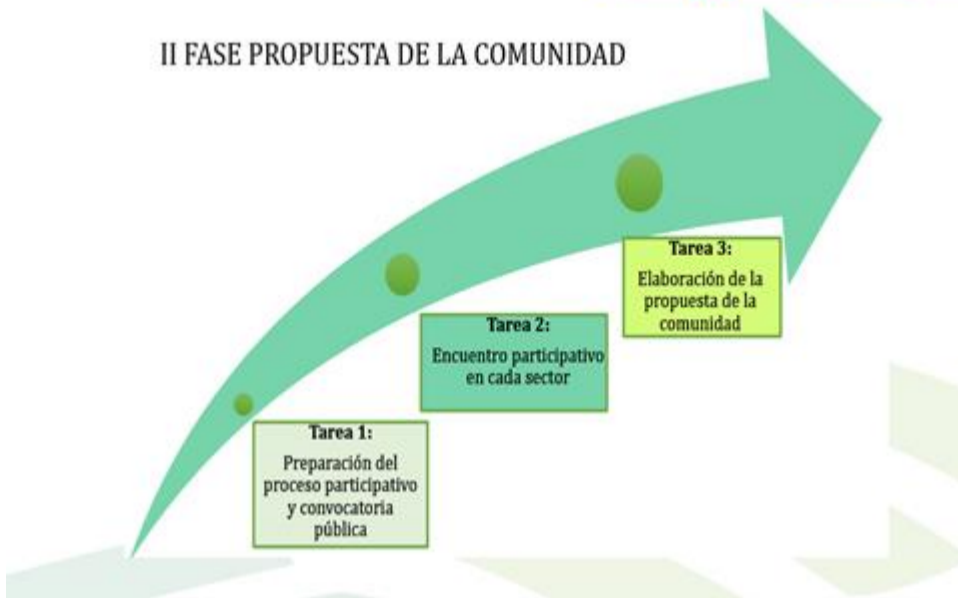 II FASE PROPUESTA DE LA COMUNIDAD
Tarea 1:
Preparación del
proceso participativo
y convocatoria
pública
Tarea 2:
Encuentro participativo
en cada sector
Tarea 3:
Elaboración de la
propuesta de la
comunidad